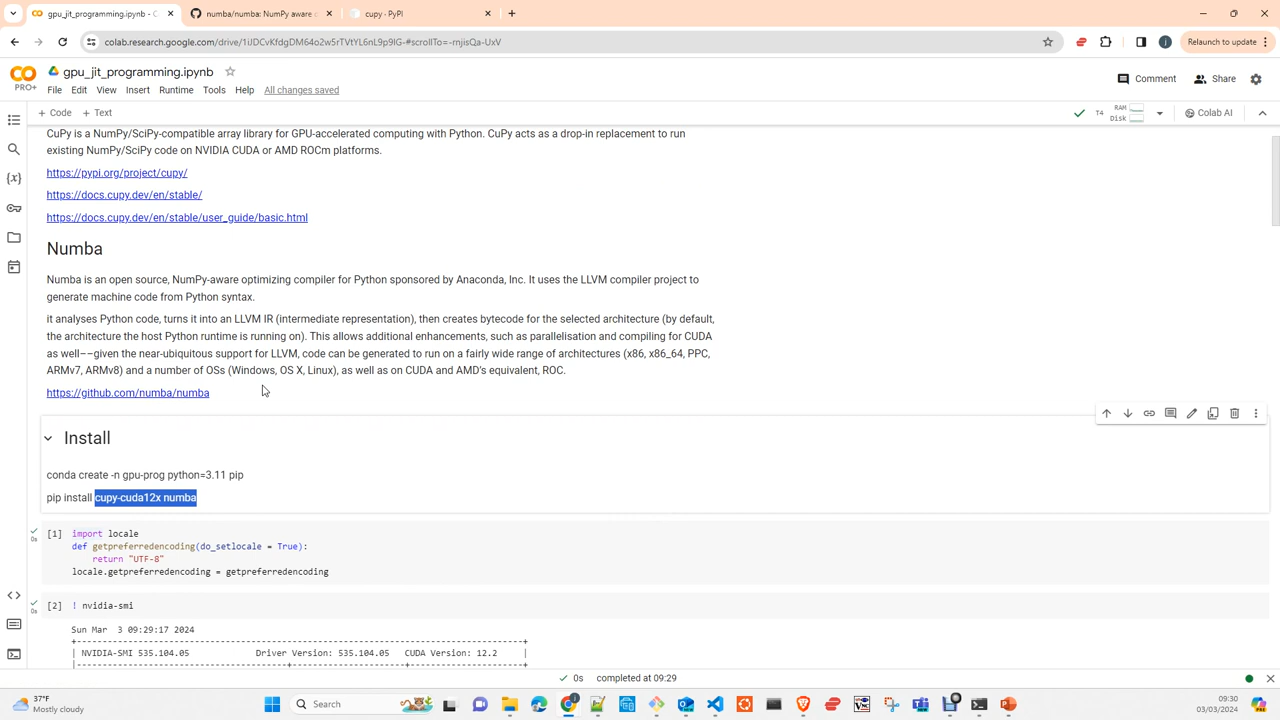 gpu_jit_programming.ipynb - C
numba/numba: NumPy aware d
cupy · PyPI
colab.research.google.com/drive/1iJDCvKfdgDM64o2w5rTVtYL6nL9p9lG-#scrollTo=-rnjisQa-UxV
Relaunch to update
PRO+
gpu_jit_programming.ipynb
Comment
Share
File Edit View Insert Runtime Tools Help All changes saved
+ Code + Text
T4
RAM
Disk
Colab AI
CuPy is a NumPy/SciPy-compatible array library for GPU-accelerated computing with Python. CuPy acts as a drop-in replacement to run
existing NumPy/SciPy code on NVIDIA CUDA or AMD ROCm platforms.
https://pypi.org/project/cupy/
https://docs.cupy.dev/en/stable/
https://docs.cupy.dev/en/stable/user_guide/basic.html
Numba
Numba is an open source, NumPy-aware optimizing compiler for Python sponsored by Anaconda, Inc. It uses the LLVM compiler project to
generate machine code from Python syntax.
it analyses Python code, turns it into an LLVM IR (intermediate representation), then creates bytecode for the selected architecture (by default,
the architecture the host Python runtime is running on). This allows additional enhancements, such as parallelisation and compiling for CUDA
as well––given the near-ubiquitous support for LLVM, code can be generated to run on a fairly wide range of architectures (x86, x86_64, PPC,
ARMv7, ARMv8) and a number of OSs (Windows, OS X, Linux), as well as on CUDA and AMD's equivalent, ROC.
https://github.com/numba/numba
Install
conda create -n gpu-prog python=3.11 pip
pip install cupy-cuda12x numba
[1] import locale
0s
def getpreferredencoding(do_setlocale = True):
return "UTF-8"
locale.getpreferredencoding = getpreferredencoding
[2] ! nvidia-smi
0s
Sun Mar 3 09:29:17 2024
+---------------------------------------------------------------------------------------+
| NVIDIA-SMI 535.104.05 Driver Version: 535.104.05 CUDA Version: 12.2 |
|-----------------------------------------+----------------------+----------------------+
0s completed at 09:29
37°F
Mostly cloudy
Search
09:30
03/03/2024